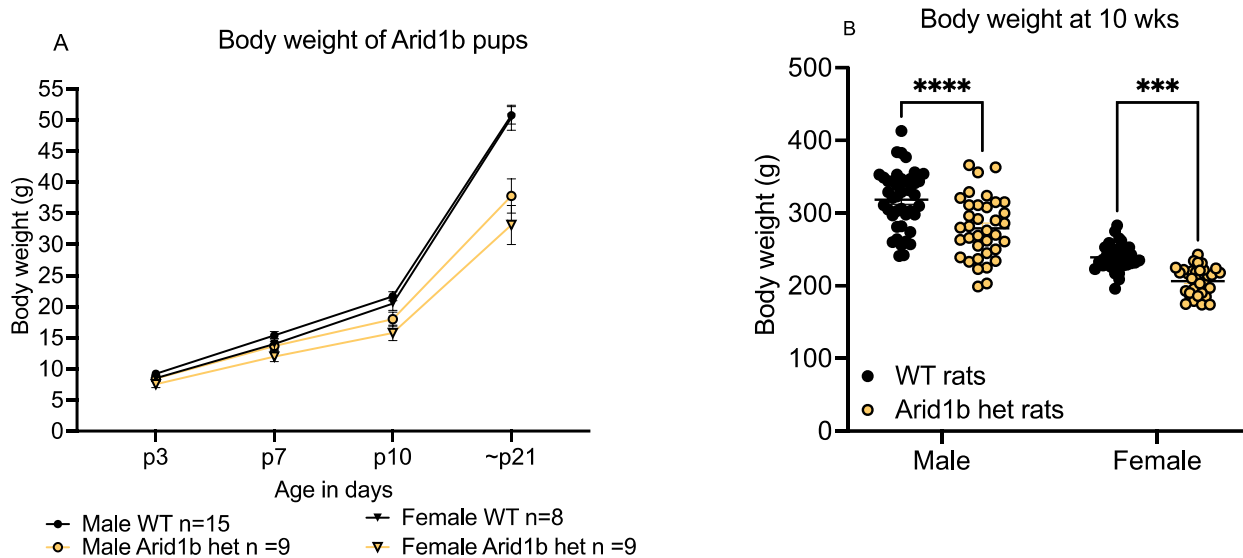 A
Body weight of Arid1b pups
55
50
45
40
35
30
25
20
15
10
5
0
Body weight (g)
p3 p7 p10 ~p21
Age in days
Male WT n=15
Female WT n=8
Male Arid1b het n =9
Female Arid1b het n =9
B
Body weight at 10 wks
500
400
300
200
100
0
Body weight (g)
**** ***
WT rats
Arid1b het rats
Male Female